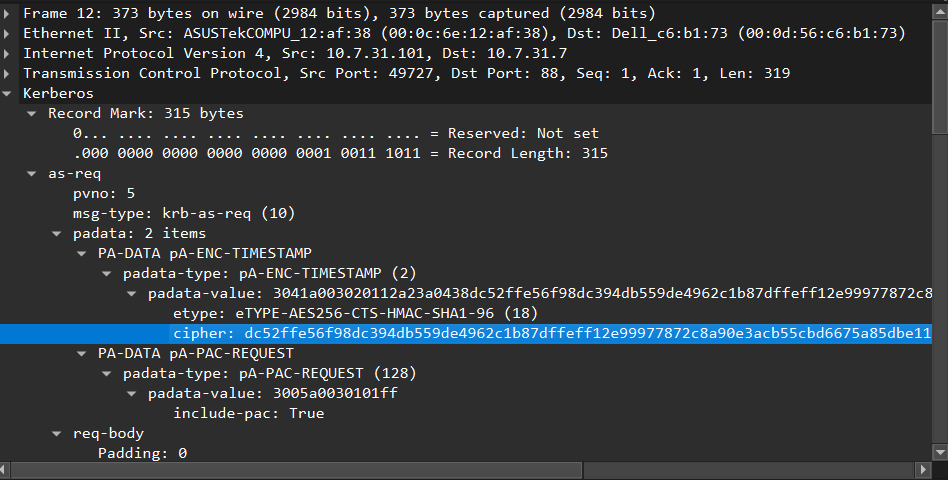 Frame 12: 373 bytes on wire (2984 bits), 373 bytes captured (2984 bits)
Ethernet II, Src: ASUSTekCOMPU_12:af:38 (00:0c:6e:12:af:38), Dst: Dell_c6:b1:73 (00:0d:56:c6:b1:73)
Internet Protocol Version 4, Src: 10.7.31.101, Dst: 10.7.31.7
Transmission Control Protocol, Src Port: 49727, Dst Port: 88, Seq: 1, Ack: 1, Len: 319
Kerberos
Record Mark: 315 bytes
0... .... .... .... .... .... .... .... = Reserved: Not set
.000 0000 0000 0000 0000 0001 0011 1011 = Record Length: 315
as-req
pvno: 5
msg-type: krb-as-req (10)
padata: 2 items
PA-DATA pA-ENC-TIMESTAMP
padata-type: pA-ENC-TIMESTAMP (2)
padata-value: 3041a003020112a23a0438dc52ffe56f98dc394db559de4962c1b87dffeff12e99977872c8
etype: eTYPE-AES256-CTS-HMAC-SHA1-96 (18)
cipher: dc52ffe56f98dc394db559de4962c1b87dffeff12e99977872c8a90e3acb55cbd6675a85dbe11
PA-DATA pA-PAC-REQUEST
padata-type: pA-PAC-REQUEST (128)
padata-value: 3005a0030101ff
include-pac: True
req-body
Padding: 0